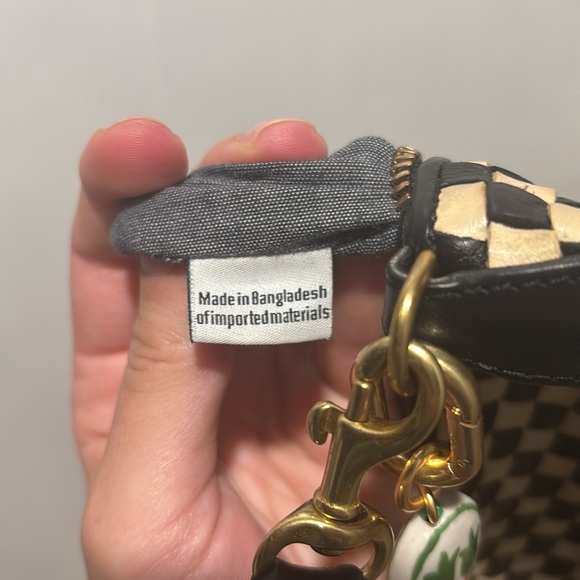 Made in Bangladesh
of imported materials